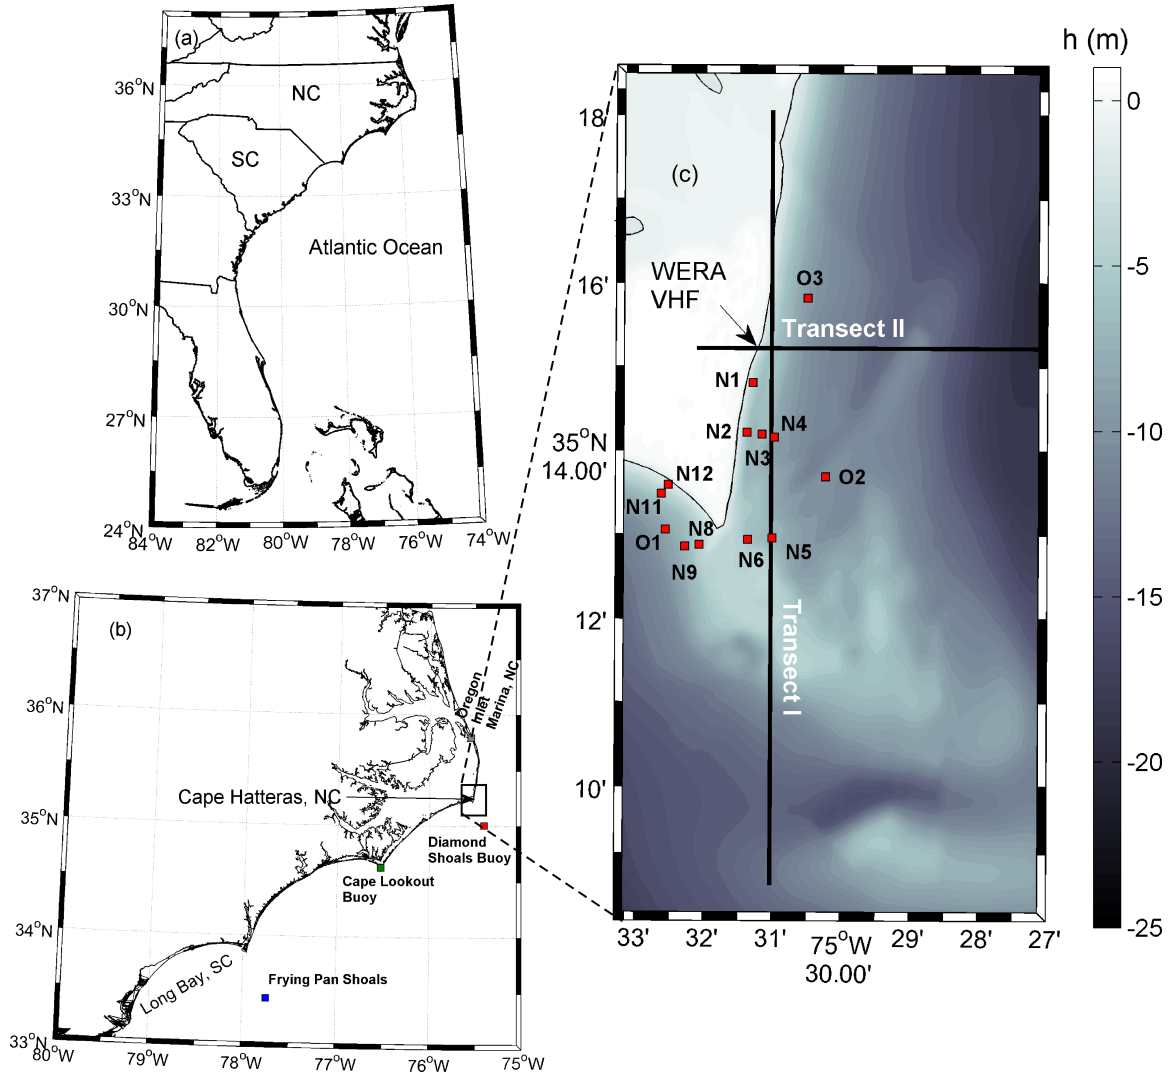 (a)
NC
SC
Atlantic Ocean
36°N
33°N
30°N
27°N
24°N
84°W
82°W
80°W
78°W
76°W
74°W
(b)
Oregon
Inlet
Marina, NC
Cape Hatteras, NC
Diamond
Shoals Buoy
Cape Lookout
Buoy
Long Bay, SC
Frying Pan Shoals
37°N
36°N
35°N
34°N
33°N
80°W
79°W
78°W
77°W
76°W
75°W
(c)
WERA
VHF
O3
Transect II
N1
N2
N3
N4
O2
N12
N11
O1
N8
N9
N6
N5
Transect I
18'
16'
35°N
14.00'
12'
10'
33'
32'
31'
75°W
30.00'
29'
28'
27'
h (m)
0
-5
-10
-15
-20
-25